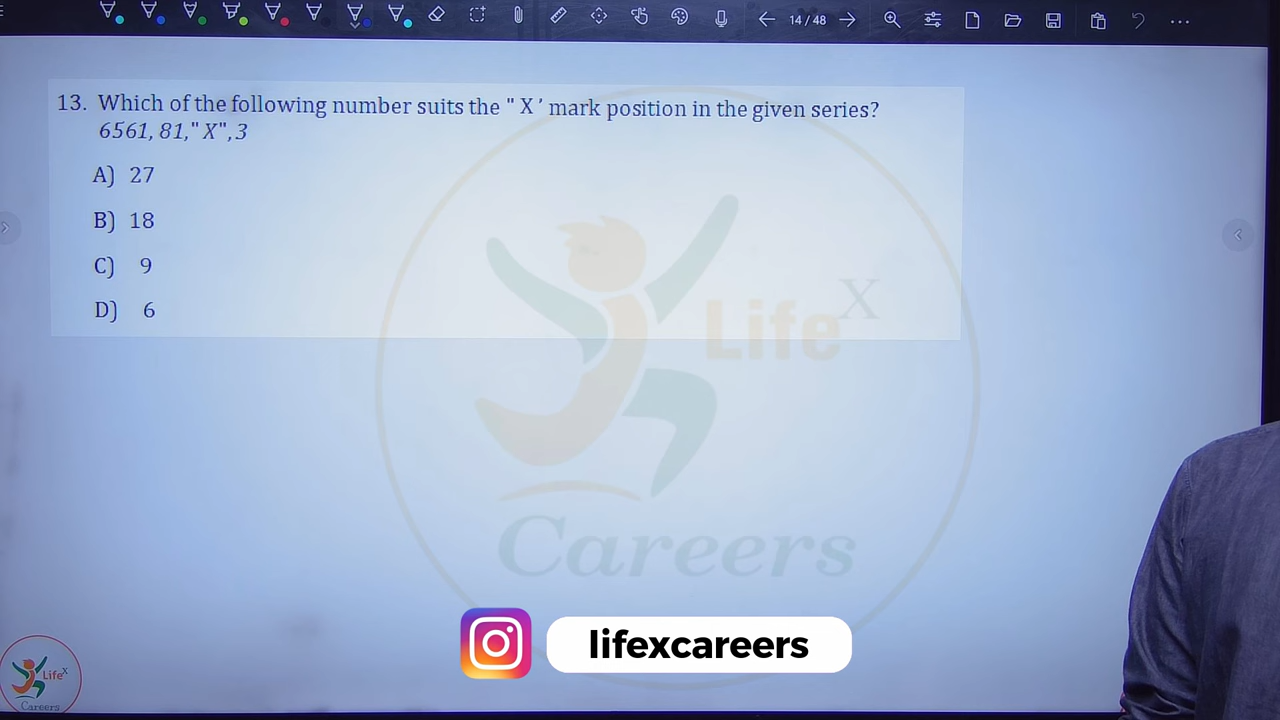 14 / 48
13. Which of the following number suits the " X ’ mark position in the given series?
6561, 81," X", 3
A) 27
B) 18
C) 9
D) 6
Life X
Careers
lifexcareers
Life X
Careers